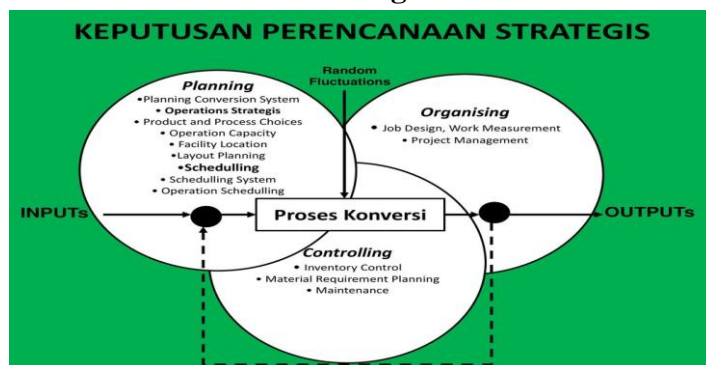 KEPUTUSAN PERENCANAAN STRATEGIS
Random
Fluctuations
Planning
•Planning Conversion System
• Operations Strategis
• Product and Process Choices
• Operation Capacity
• Facility Location
•Layout Planning
•Schedulling
• Schedulling System
• Operation Schedulling
Organising
• Job Design, Work Measurement
• Project Management
INPUTs
Proses Konversi
OUTPUTs
Controlling
• Inventory Control
• Material Requirement Planning
• Maintenance